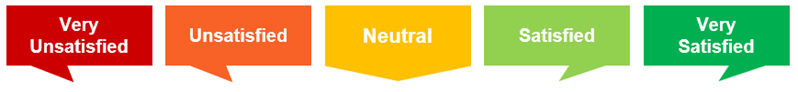 Very
Unsatisfied
Unsatisfied
Neutral
Satisfied
Very
Satisfied